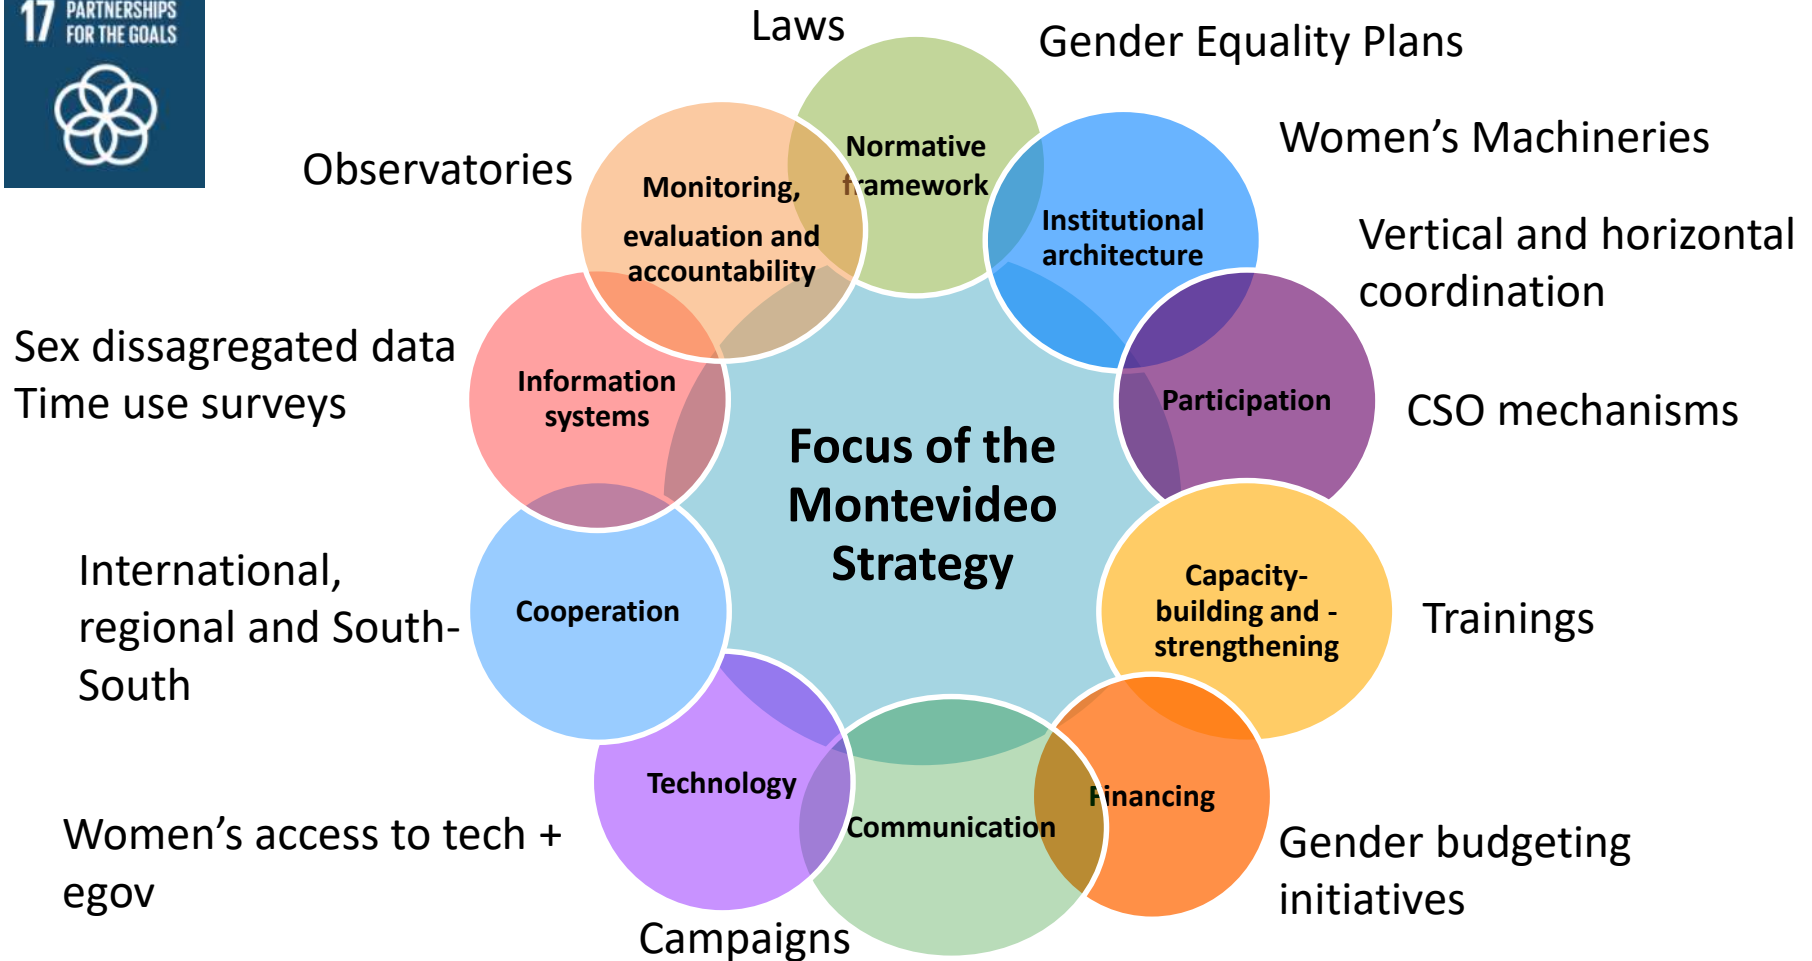 17 PARTNERSHIPS
FOR THE GOALS
Laws
Gender Equality Plans
Women's Machineries
Vertical and horizontal
coordination
CSO mechanisms
Trainings
Gender budgeting
initiatives
Campaigns
Women's access to tech +
egov
International,
regional and South-
South
Sex dissagregated data
Time use surveys
Observatories
Normative
framework
Institutional
architecture
Participation
Capacity-
building and -
strengthening
Financing
Communication
Technology
Cooperation
Information
systems
Monitoring,
evaluation and
accountability
Focus of the
Montevideo
Strategy